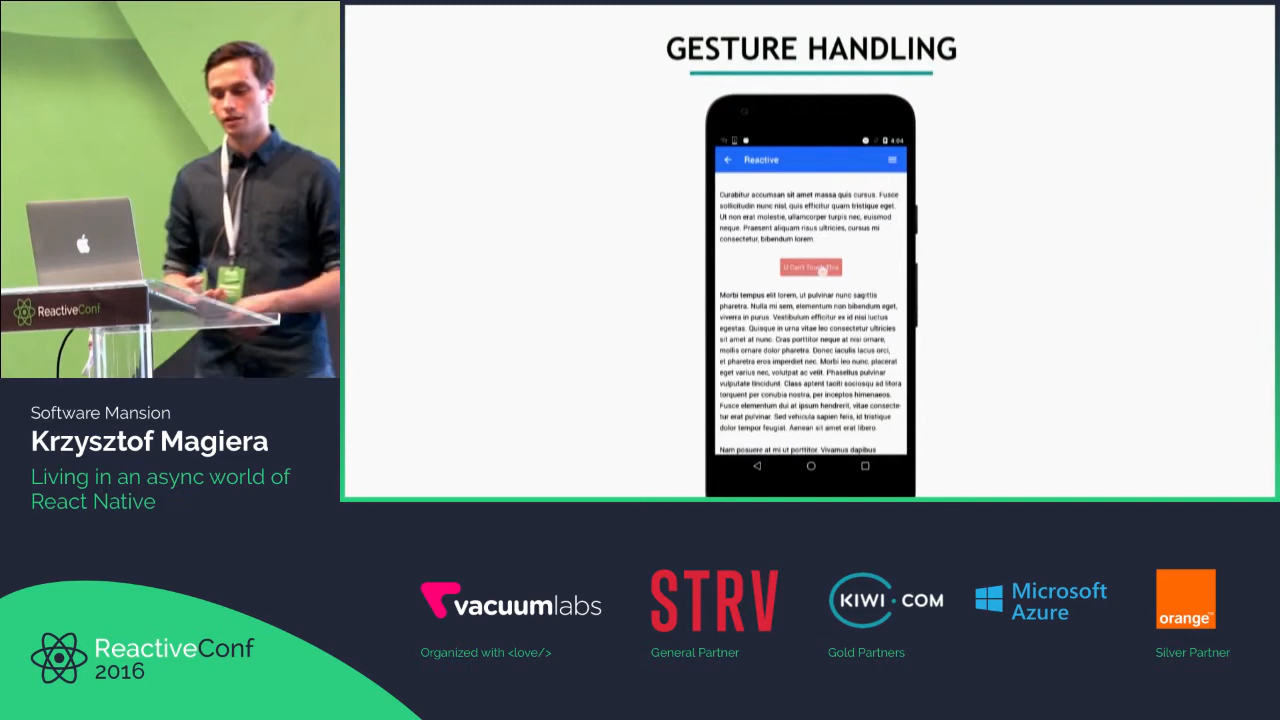 GESTURE HANDLING
4:04
Reactive
Curabitur accumsan sit amet massa quis cursus. Fusce
sollicitudin nunc nisl, quis efficitur quam tristique eget.
Ut non erat molestie, ullamcorper turpis nec, euismod
neque. Praesent aliquam risus ultricies, cursus mi
consectetur, bibendum lorem.
U Can't Touch This
Morbi tempus elit lorem, ut pulvinar nunc sagittis
pharetra. Nulla mi sem, elementum non bibendum eget,
viverra in purus. Vestibulum efficitur ex id nisi luctus
egestas. Quisque in urna vitae leo consectetur ultricies
sit amet at nunc. Cras porttitor neque at nisi ornare,
mollis ornare dolor pharetra. Donec iaculis lacus orci,
et pharetra eros imperdiet nec. Morbi leo nunc, placerat
eget varius nec, volutpat ac velit. Phasellus pulvinar
vulputate tincidunt. Class aptent taciti sociosqu ad litora
torquent per conubia nostra, per inceptos himenaeos.
Fusce elementum dui at ipsum hendrerit, vitae consecte-
tur erat pulvinar. Sed vehicula sapien felis, id tristique
dolor tempor feugiat. Aenean sit amet erat libero.
Nam posuere at mi ut porttitor. Vivamus dapibus
ReactiveConf
Software Mansion
Krzysztof Magiera
Living in an async world of
React Native
ReactiveConf
2016
vacuumlabs
Organized with <love/>
STRV
General Partner
KIWI.COM
Gold Partners
Microsoft
Azure
orange™
Silver Partner